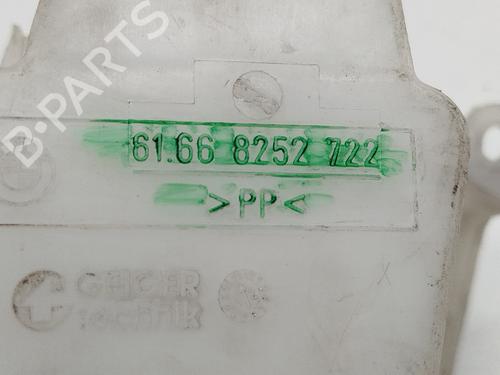 B-PARTS
61.66 8252 722
>PP<
GEIGER
technik